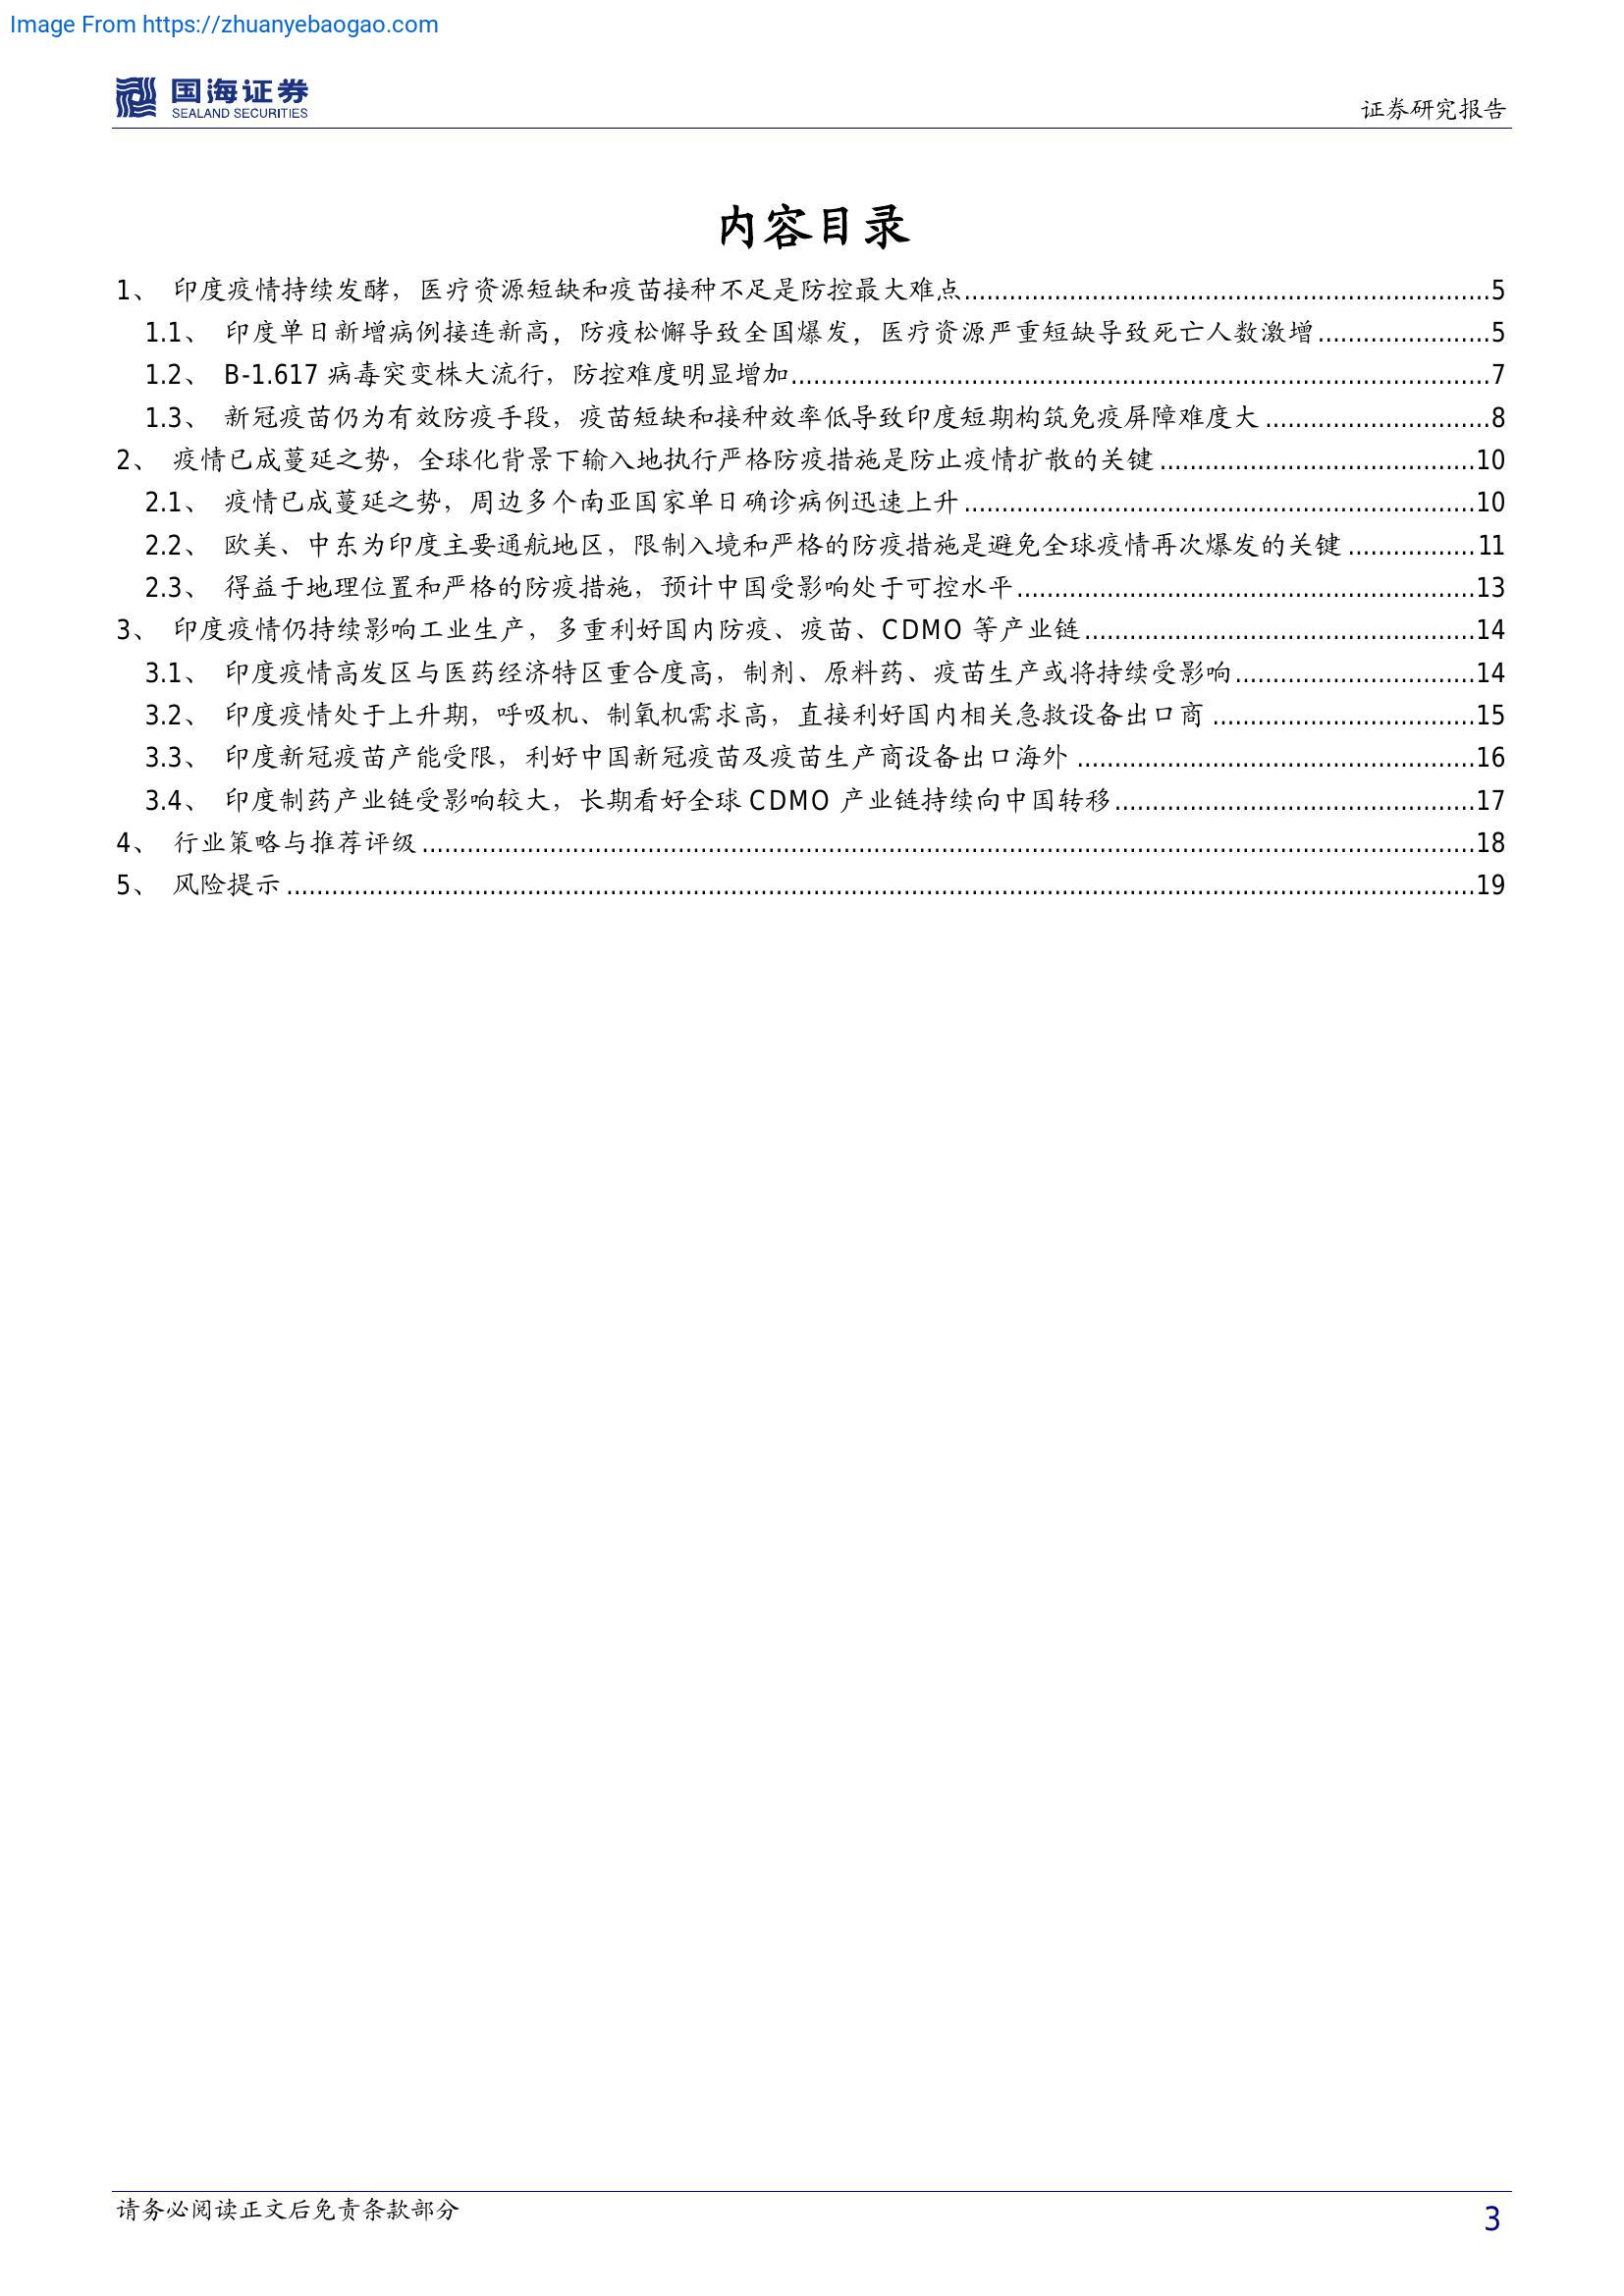 Image From https://zhuanyebaogao.com
国海证券
SEALAND SECURITIES
证券研究报告
内容目录
1、 印度疫情持续发酵，医疗资源短缺和疫苗接种不足是防控最大难点......................................................................5
1.1、 印度单日新增病例接连新高，防疫松懈导致全国爆发，医疗资源严重短缺导致死亡人数激增.......................5
1.2、 B-1.617 病毒突变株大流行，防控难度明显增加.............................................................................................7
1.3、 新冠疫苗仍为有效防疫手段，疫苗短缺和接种效率低导致印度短期构筑免疫屏障难度大..............................8
2、 疫情已成蔓延之势，全球化背景下输入地执行严格防疫措施是防止疫情扩散的关键..........................................10
2.1、 疫情已成蔓延之势，周边多个南亚国家单日确诊病例迅速上升....................................................................10
2.2、 欧美、中东为印度主要通航地区，限制入境和严格的防疫措施是避免全球疫情再次爆发的关键.................11
2.3、 得益于地理位置和严格的防疫措施，预计中国受影响处于可控水平.............................................................13
3、 印度疫情仍持续影响工业生产，多重利好国内防疫、疫苗、CDMO 等产业链....................................................14
3.1、 印度疫情高发区与医药经济特区重合度高，制剂、原料药、疫苗生产或将持续受影响................................14
3.2、 印度疫情处于上升期，呼吸机、制氧机需求高，直接利好国内相关急救设备出口商...................................15
3.3、 印度新冠疫苗产能受限，利好中国新冠疫苗及疫苗生产商设备出口海外.....................................................16
3.4、 印度制药产业链受影响较大，长期看好全球 CDMO 产业链持续向中国转移................................................17
4、 行业策略与推荐评级............................................................................................................................................18
5、 风险提示..............................................................................................................................................................19
请务必阅读正文后免责条款部分
3